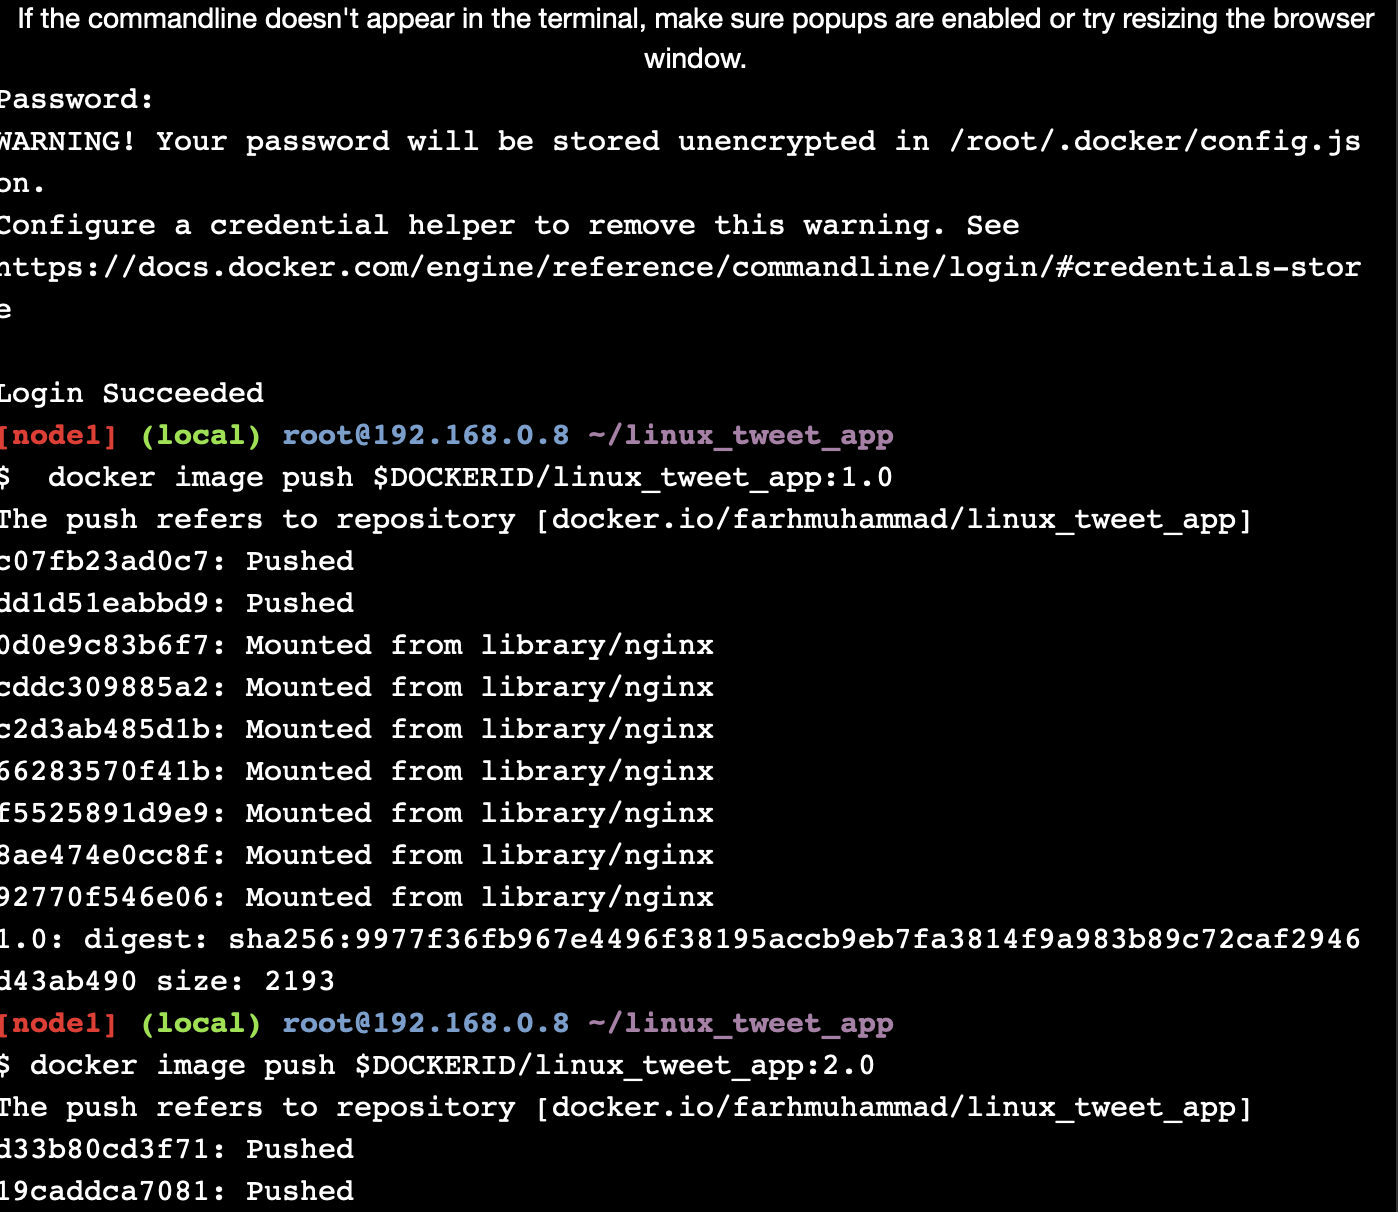 If the commandline doesn't appear in the terminal, make sure popups are enabled or try resizing the browser
window.
Password:
WARNING! Your password will be stored unencrypted in /root/.docker/config.js
on.
Configure a credential helper to remove this warning. See
https://docs.docker.com/engine/reference/commandline/login/#credentials-stor
e
Login Succeeded
[node1] (local) root@192.168.0.8 ~/linux_tweet_app
$  docker image push $DOCKERID/linux_tweet_app:1.0
The push refers to repository [docker.io/farhmuhammad/linux_tweet_app]
c07fb23ad0c7: Pushed
dd1d51eabbd9: Pushed
0d0e9c83b6f7: Mounted from library/nginx
cddc309885a2: Mounted from library/nginx
c2d3ab485d1b: Mounted from library/nginx
66283570f41b: Mounted from library/nginx
f5525891d9e9: Mounted from library/nginx
8ae474e0cc8f: Mounted from library/nginx
92770f546e06: Mounted from library/nginx
1.0: digest: sha256:9977f36fb967e4496f38195accb9eb7fa3814f9a983b89c72caf2946
d43ab490 size: 2193
[node1] (local) root@192.168.0.8 ~/linux_tweet_app
$ docker image push $DOCKERID/linux_tweet_app:2.0
The push refers to repository [docker.io/farhmuhammad/linux_tweet_app]
d33b80cd3f71: Pushed
19caddca7081: Pushed